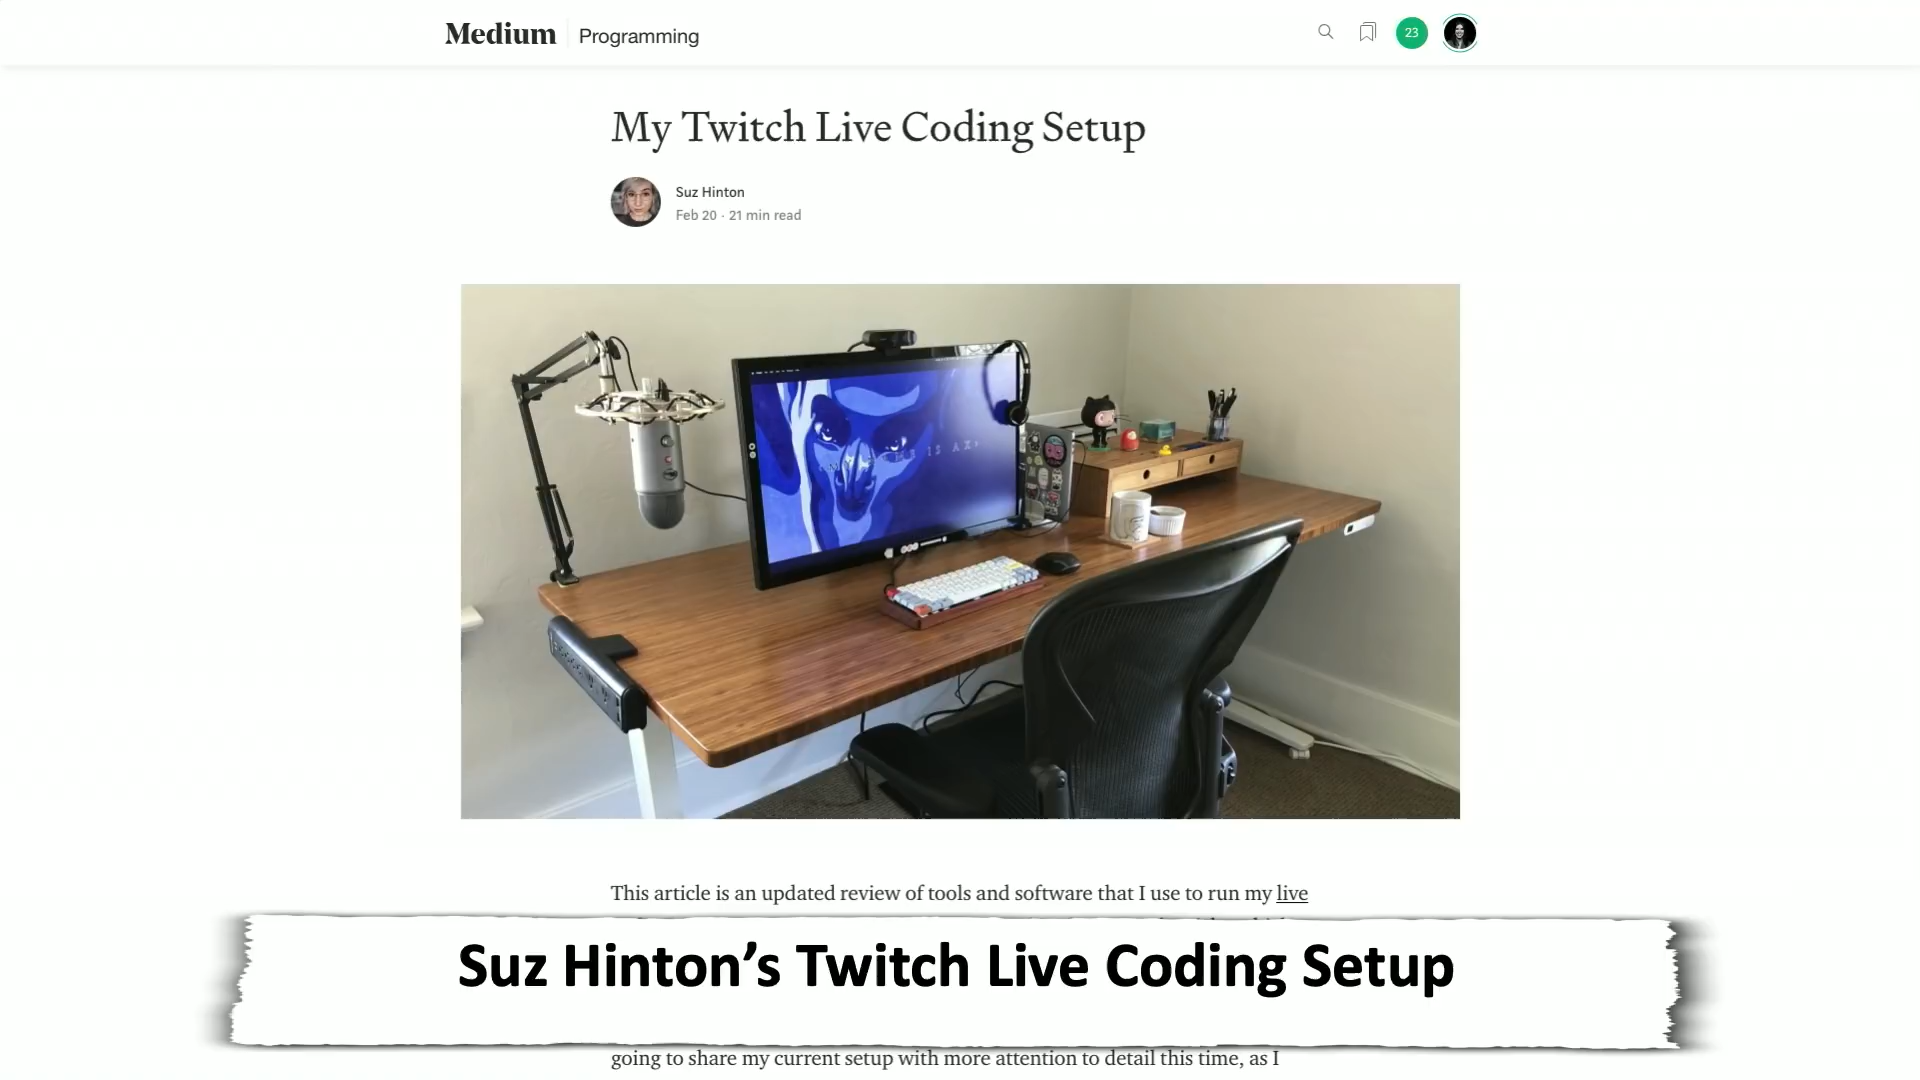 Medium
Programming
23
My Twitch Live Coding Setup
Suz Hinton
Feb 20 · 21 min read
This article is an updated review of tools and software that I use to run my live
Suz Hinton’s Twitch Live Coding Setup
going to share my current setup with more attention to detail this time, as I